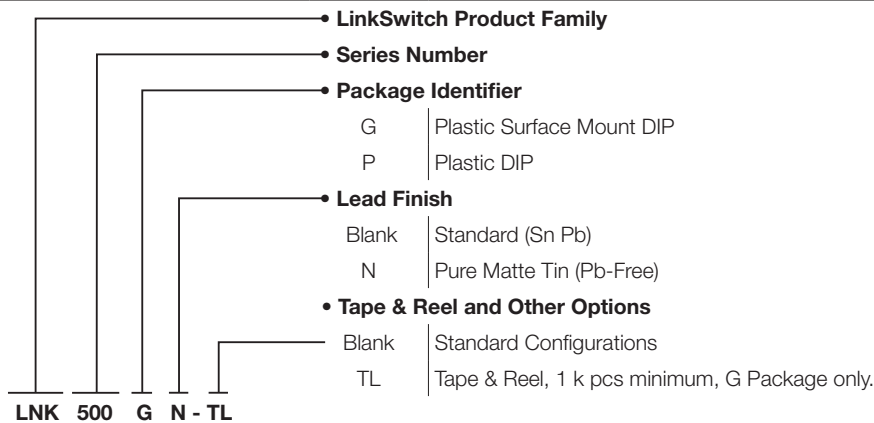 • LinkSwitch Product Family
• Series Number
• Package Identifier
G Plastic Surface Mount DIP
P Plastic DIP
• Lead Finish
Blank Standard (Sn Pb)
N Pure Matte Tin (Pb-Free)
• Tape & Reel and Other Options
Blank Standard Configurations
TL Tape & Reel, 1 k pcs minimum, G Package only.
LNK 500 G N - TL